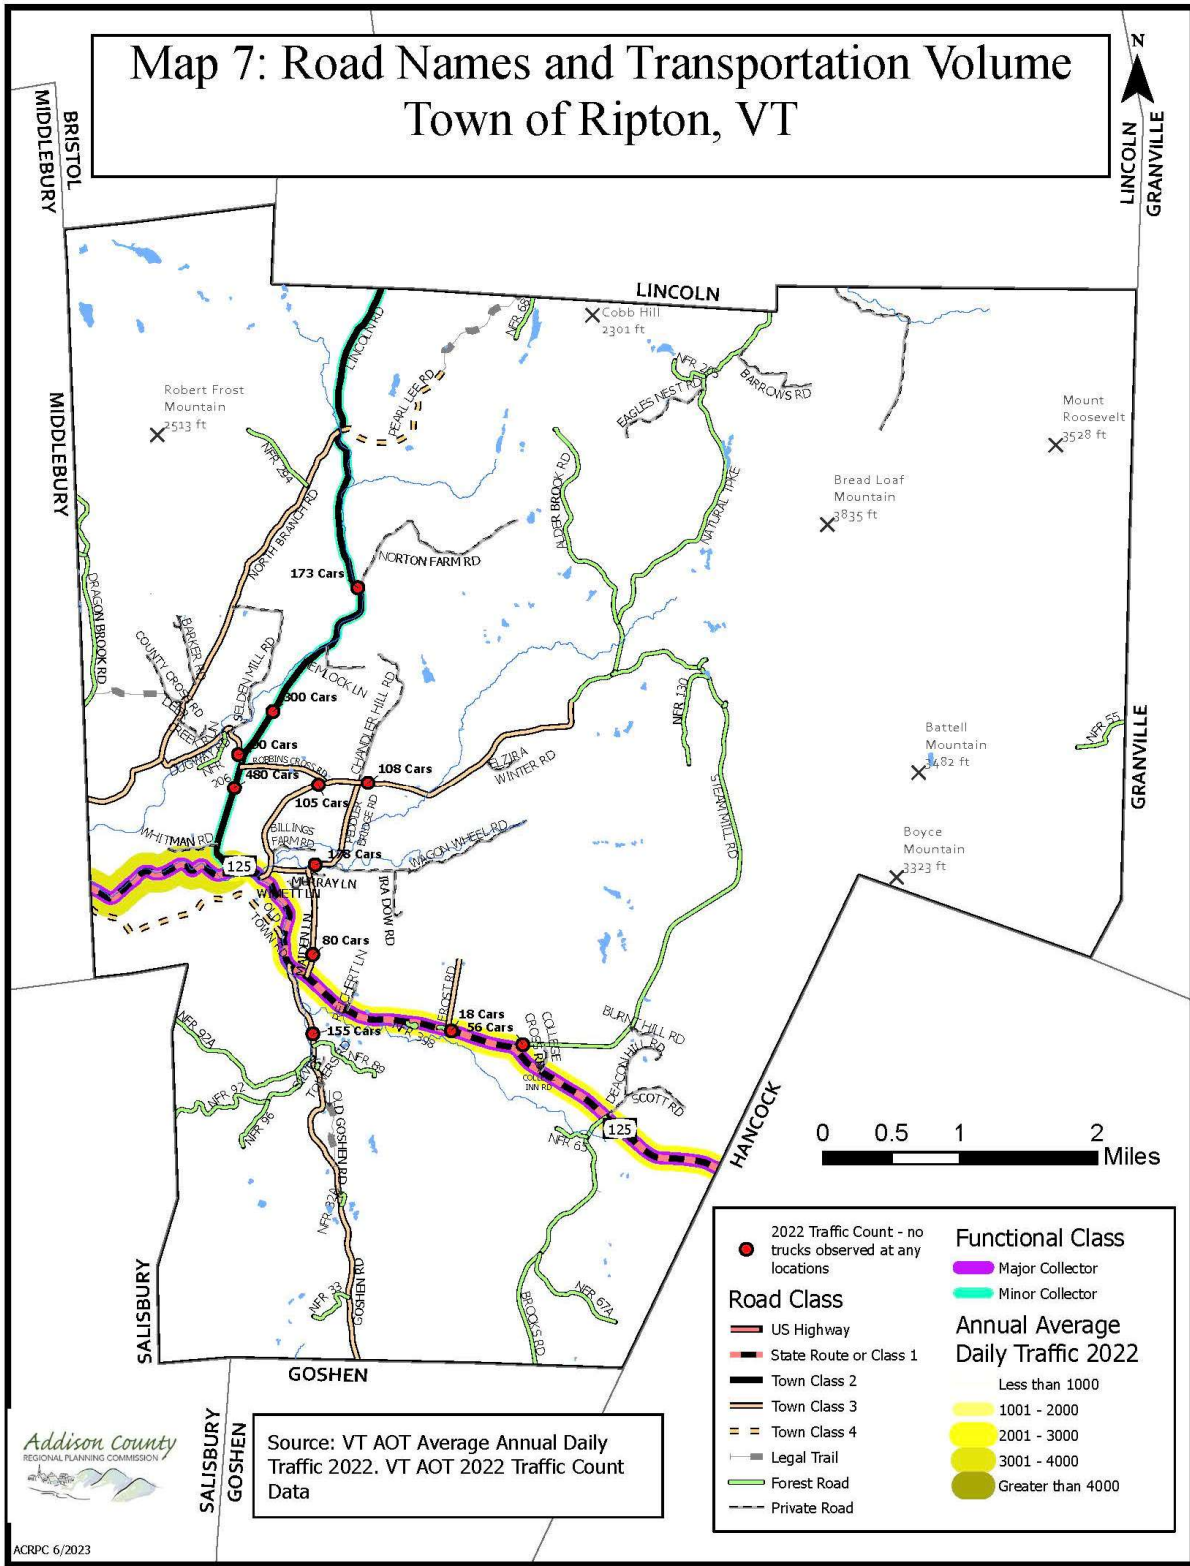 Map 7: Road Names and Transportation Volume
Town of Ripton, VT
N
BRISTOL
MIDDLEBURY
LINCOLN
GRANVILLE
LINCOLN
Cobb Hill
2301 ft
NFR 68
LINCOLN RD
PEARL LEE RD
EAGLES NEST RD
BARROWS RD
Robert Frost
Mountain
2513 ft
MIDDLEBURY
Mount
Roosevelt
3528 ft
NFR 294
NORTH BRANCH RD
ALDER BROOK RD
NATURAL TPKE
Bread Loaf
Mountain
3835 ft
NORTON FARM RD
173 Cars
DRAGON BROOK RD
BARKER RD
COUNTY CROSS RD
SELDEN MILL RD
CHANDLER HILL RD
300 Cars
NFR 130
NFR 55
GRANVILLE
Battell
Mountain
3482 ft
ROBBINS CROSS RD
NFR
206
480 Cars
108 Cars
105 Cars
ELZIRA
WINTER RD
STEAM MILL RD
PEDDLER
BRIDGE RD
BILLINGS
FARM RD
WHITMAN RD
WAGON WHEEL RD
125
178 Cars
MURRAY LN
IRA DOW RD
Boyce
Mountain
3323 ft
80 Cars
FROST RD
18 Cars
56 Cars
NFR 92A
155 Cars
NFR 88
BURNT HILL RD
DEACON HILL RD
SCOTT RD
NFR 92
NFR 96
OLD GOSHEN RD
NFR 65
125
HANCOCK
NFR 32A
NFR 33
GOSHEN RD
BROOKS RD
NFR 67A
SALISBURY
GOSHEN
SALISBURY
GOSHEN
0 0.5 1 2
Miles
2022 Traffic Count - no
trucks observed at any
locations
Road Class
US Highway
State Route or Class 1
Town Class 2
Town Class 3
Town Class 4
Legal Trail
Forest Road
Private Road
Functional Class
Major Collector
Minor Collector
Annual Average
Daily Traffic 2022
Less than 1000
1001 - 2000
2001 - 3000
3001 - 4000
Greater than 4000
Addison County
REGIONAL PLANNING COMMISSION
Source: VT AOT Average Annual Daily
Traffic 2022. VT AOT 2022 Traffic Count
Data
ACRPC 6/2023